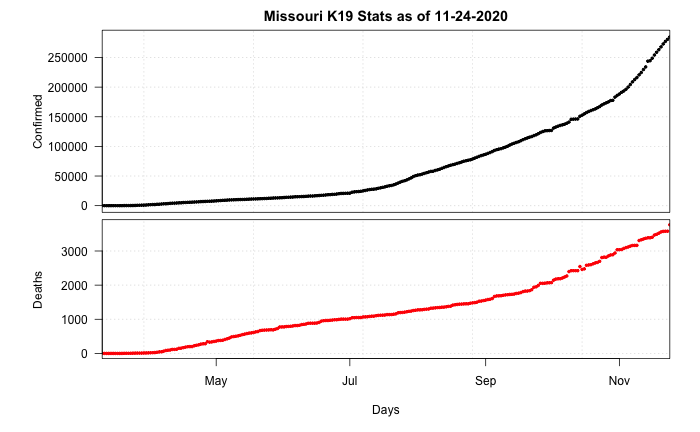 Missouri K19 Stats as of 11-24-2020
Confirmed
250000
200000
150000
100000
50000
0
Deaths
3000
2000
1000
0
May Jul Sep Nov
Days